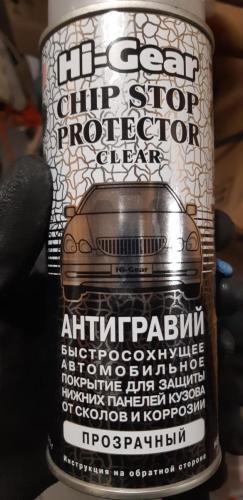 Hi-Gear
CHIP STOP
PROTECTOR
CLEAR
Hi-Gear
АНТИГРАВИЙ
БЫСТРОСОХНУЩЕЕ
АВТОМОБИЛЬНОЕ
ПОКРЫТИЕ ДЛЯ ЗАЩИТЫ
НИЖНИХ ПАНЕЛЕЙ КУЗОВА
ОТ СКОЛОВ И КОРРОЗИИ
ПРОЗРАЧНЫЙ
Инструкция на обратной стороне